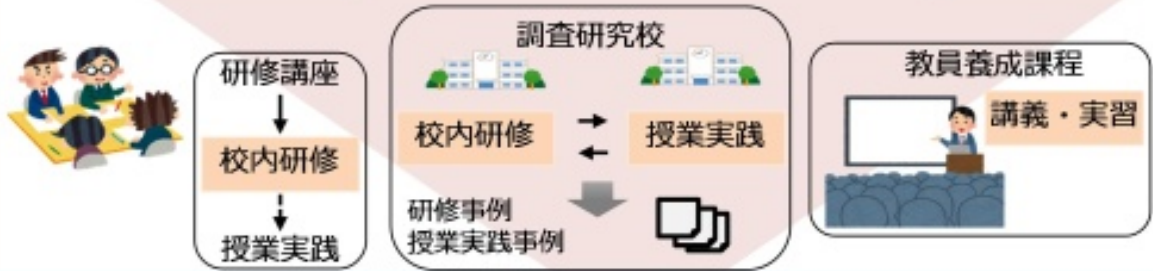 研修講座
校内研修
授業実践
調査研究校
校内研修
授業実践
研修事例
授業実践事例
教員養成課程
講義・実習